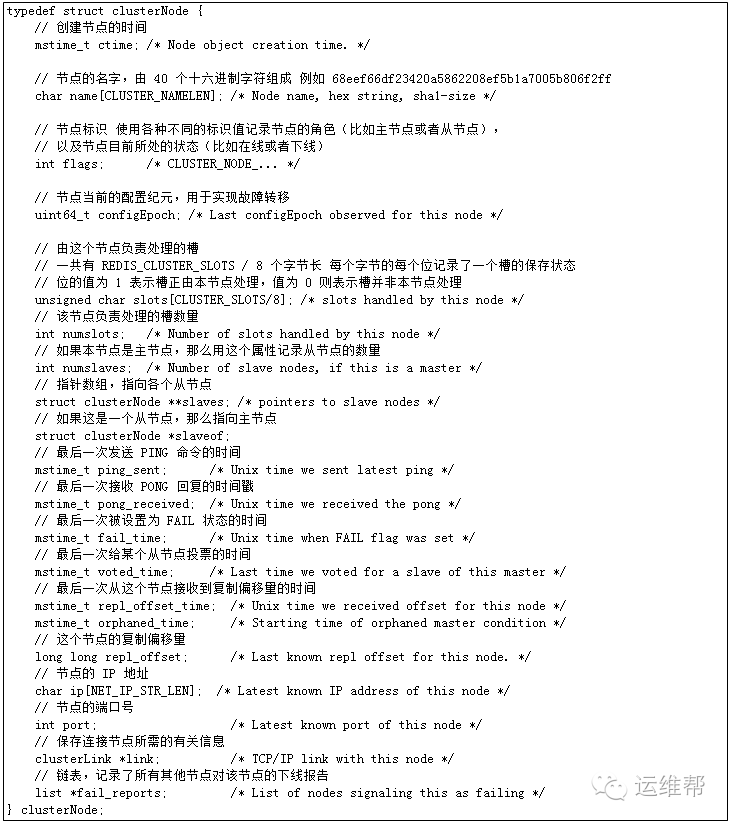 typedef struct clusterNode {
// 创建节点的时间
mstime_t ctime; /* Node object creation time. */
// 节点的名字，由 40 个十六进制字符组成 例如 68eef66df23420a5862208ef5b1a7005b806f2ff
char name[CLUSTER_NAMELEN]; /* Node name, hex string, sha1-size */
// 节点标识 使用各种不同的标识值记录节点的角色（比如主节点或者从节点），
// 以及节点目前所处的状态（比如在线或者下线）
int flags;      /* CLUSTER_NODE_... */
// 节点当前的配置纪元，用于实现故障转移
uint64_t configEpoch; /* Last configEpoch observed for this node */
// 由这个节点负责处理的槽
// 一共有 REDIS_CLUSTER_SLOTS / 8 个字节长 每个字节的每个位记录了一个槽的保存状态
// 位的值为 1 表示槽正由本节点处理，值为 0 则表示槽并非本节点处理
unsigned char slots[CLUSTER_SLOTS/8]; /* slots handled by this node */
// 该节点负责处理的槽数量
int numslots;   /* Number of slots handled by this node */
// 如果本节点是主节点，那么用这个属性记录从节点的数量
int numslaves;  /* Number of slave nodes, if this is a master */
// 指针数组，指向各个从节点
struct clusterNode **slaves; /* pointers to slave nodes */
// 如果这是一个从节点，那么指向主节点
struct clusterNode *slaveof;
// 最后一次发送 PING 命令的时间
mstime_t ping_sent;      /* Unix time we sent latest ping */
// 最后一次接收 PONG 回复的时间戳
mstime_t pong_received;  /* Unix time we received the pong */
// 最后一次被设置为 FAIL 状态的时间
mstime_t fail_time;      /* Unix time when FAIL flag was set */
// 最后一次给某个从节点投票的时间
mstime_t voted_time;     /* Last time we voted for a slave of this master */
// 最后一次从这个节点接收到复制偏移量的时间
mstime_t repl_offset_time;  /* Unix time we received offset for this node */
mstime_t orphaned_time;     /* Starting time of orphaned master condition */
// 这个节点的复制偏移量
long long repl_offset;      /* Last known repl offset for this node. */
// 节点的 IP 地址
char ip[NET_IP_STR_LEN];  /* Latest known IP address of this node */
// 节点的端口号
int port;                   /* Latest known port of this node */
// 保存连接节点所需的有关信息
clusterLink *link;          /* TCP/IP link with this node */
// 链表，记录了所有其他节点对该节点的下线报告
list *fail_reports;         /* List of nodes signaling this as failing */
} clusterNode;
运维帮